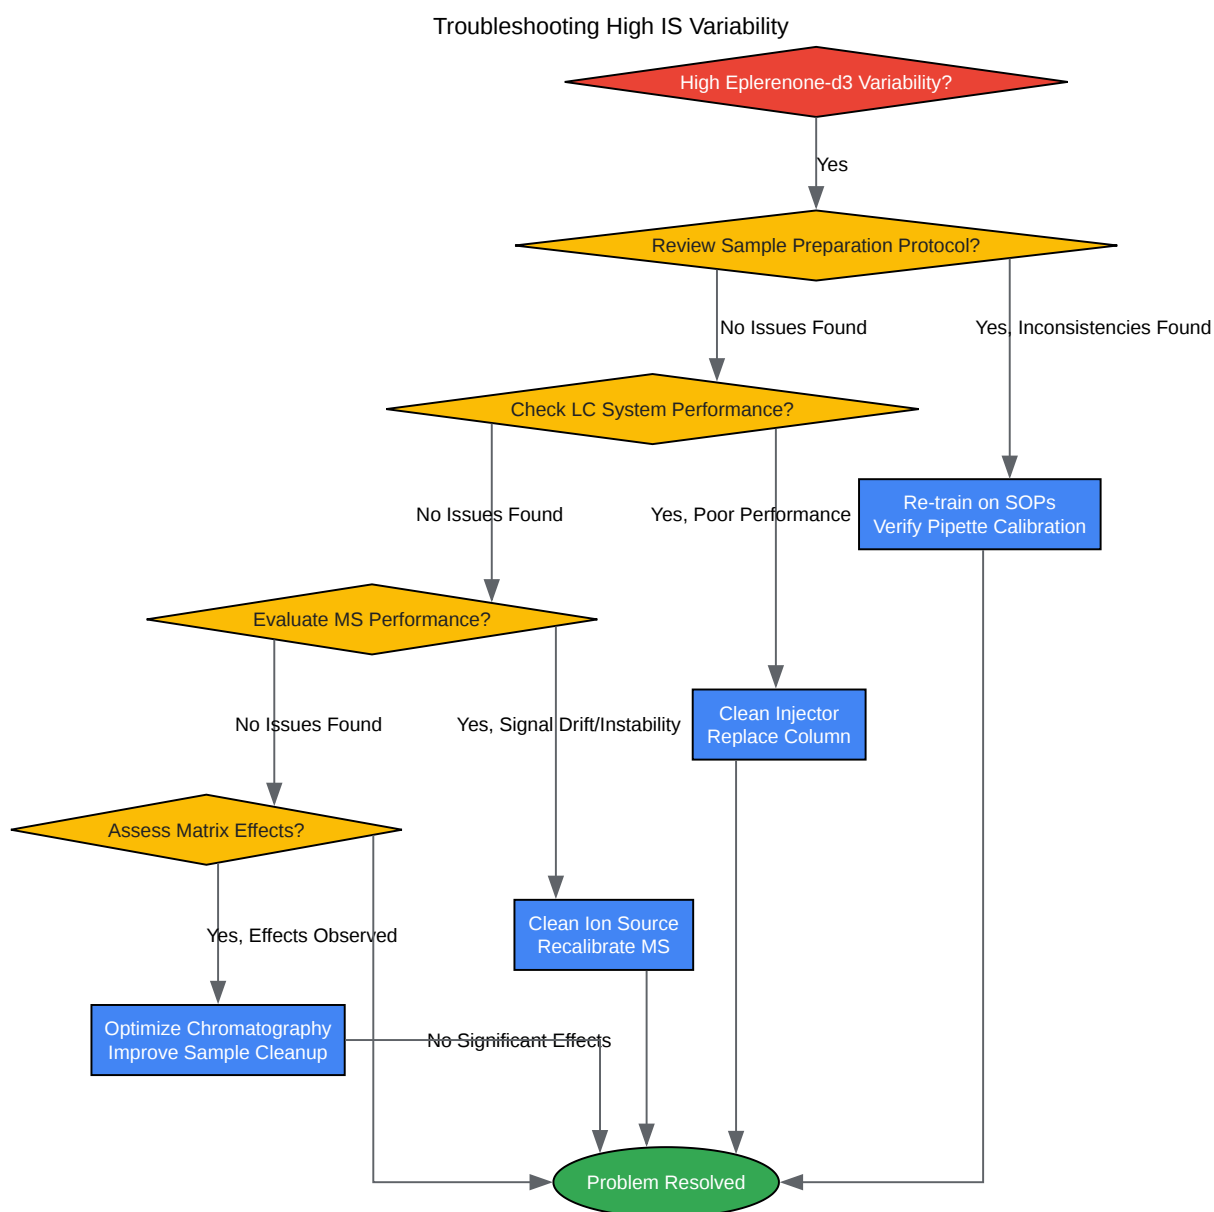 Troubleshooting High IS Variability
High Eplerenone-d3 Variability?
Yes
Review Sample Preparation Protocol?
No Issues Found
Yes, Inconsistencies Found
Check LC System Performance?
No Issues Found
Yes, Poor Performance
Re-train on SOPs
Verify Pipette Calibration
Evaluate MS Performance?
No Issues Found
Yes, Signal Drift/Instability
Clean Injector
Replace Column
Assess Matrix Effects?
Yes, Effects Observed
Clean Ion Source
Recalibrate MS
Optimize Chromatography
Improve Sample Cleanup
No Significant Effects
Problem Resolved